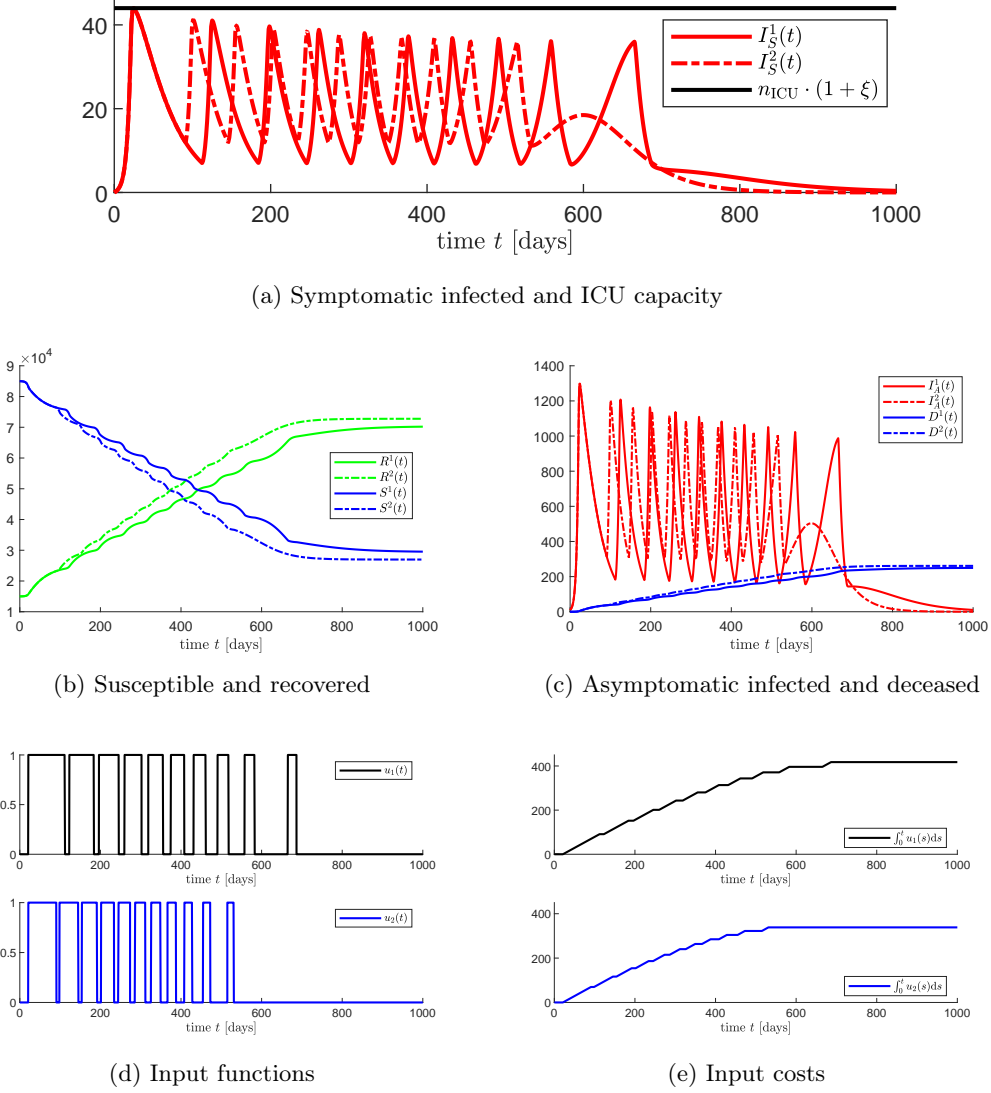 40
20
0
0 200 400 600 800 1000
I_S^1(t)
I_S^2(t)
n_ICU · (1 + ξ)
time t [days]
(a) Symptomatic infected and ICU capacity
×10^4
9
8
7
6
5
4
3
2
1
0 200 400 600 800 1000
R^1(t)
R^2(t)
S^1(t)
S^2(t)
time t [days]
(b) Susceptible and recovered
1400
1200
1000
800
600
400
200
0
0 200 400 600 800 1000
I_A^1(t)
I_A^2(t)
D^1(t)
D^2(t)
time t [days]
(c) Asymptomatic infected and deceased
1
0.5
0
0 200 400 600 800 1000
u_1(t)
time t [days]
1
0.5
0
0 200 400 600 800 1000
u_2(t)
time t [days]
(d) Input functions
400
200
0
0 200 400 600 800 1000
∫_0^t u_1(s)ds
time t [days]
400
200
0
0 200 400 600 800 1000
∫_0^t u_2(s)ds
time t [days]
(e) Input costs